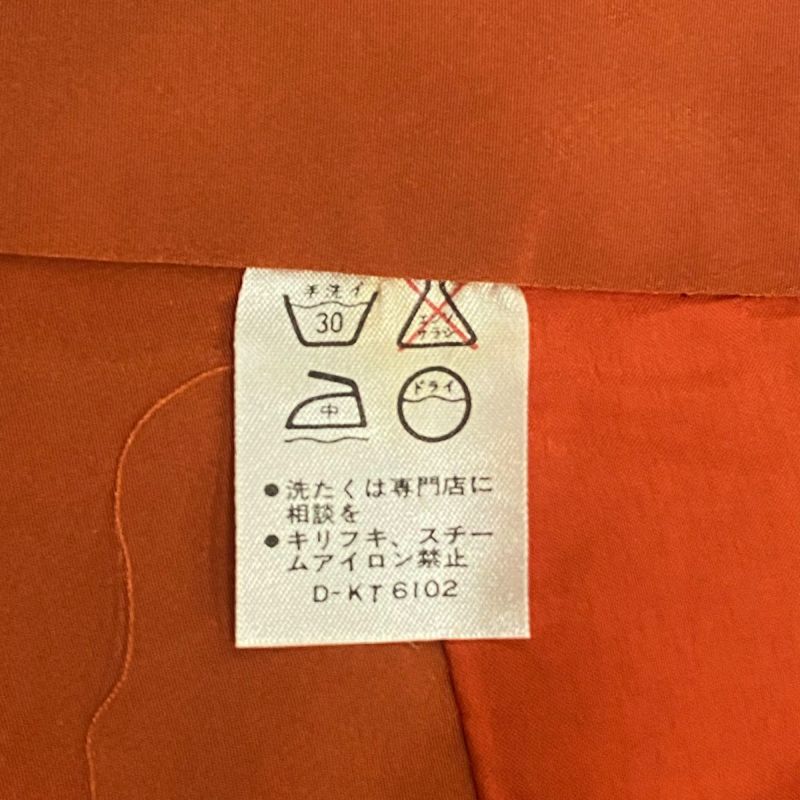 手洗イ
30
エンソ
サラシ
中
ドライ
●洗たくは専門店に
相談を
●キリフキ、スチー
ムアイロン禁止
D-KT6102